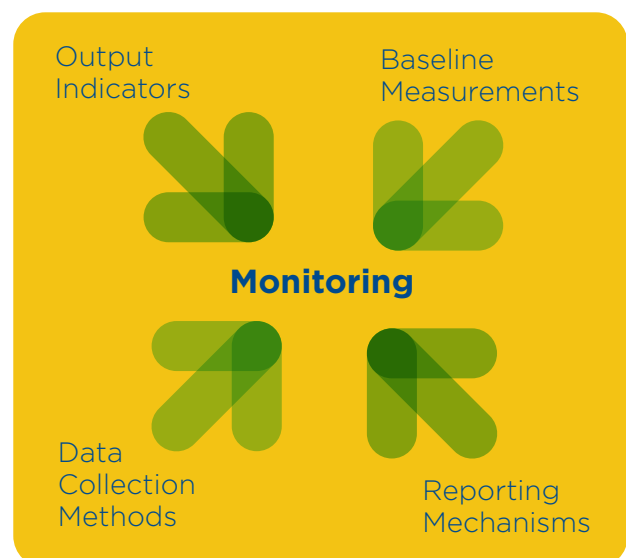 Output
Indicators
Baseline
Measurements
Monitoring
Data
Collection
Methods
Reporting
Mechanisms